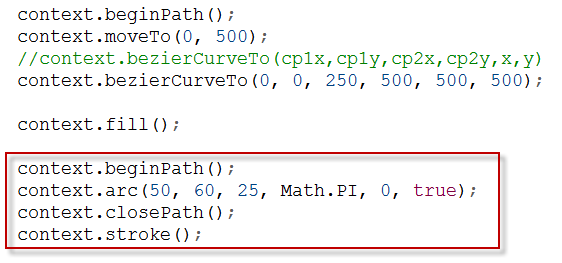 context.beginPath();
context.moveTo(0, 500);
//context.bezierCurveTo(cp1x,cp1y,cp2x,cp2y,x,y)
context.bezierCurveTo(0, 0, 250, 500, 500, 500);
context.fill();
context.beginPath();
context.arc(50, 60, 25, Math.PI, 0, true);
context.closePath();
context.stroke();